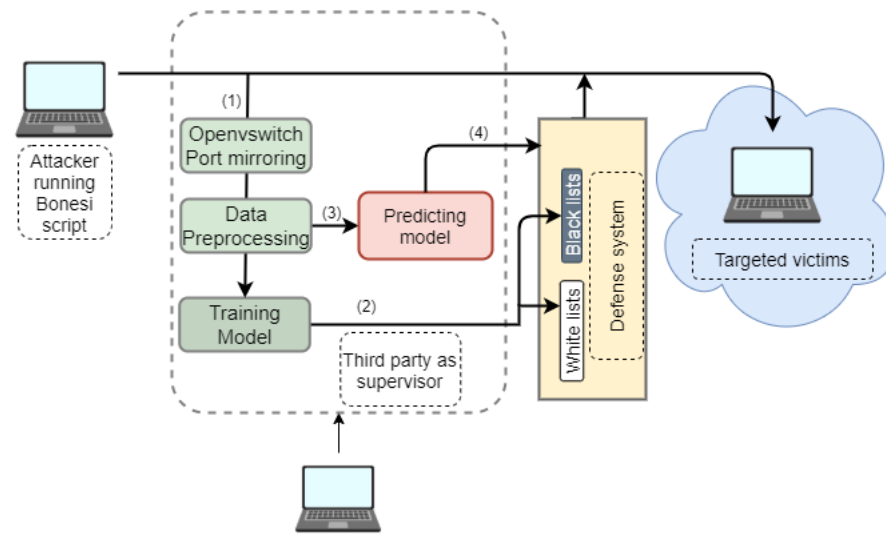 (1)
(4)
Openvswitch
Port mirroring
Attacker
running
Bonesi
script
Data
Preprocessing
(3)
Predicting
model
Black lists
Defense system
Targeted victims
Training
Model
(2)
White lists
Third party as
supervisor